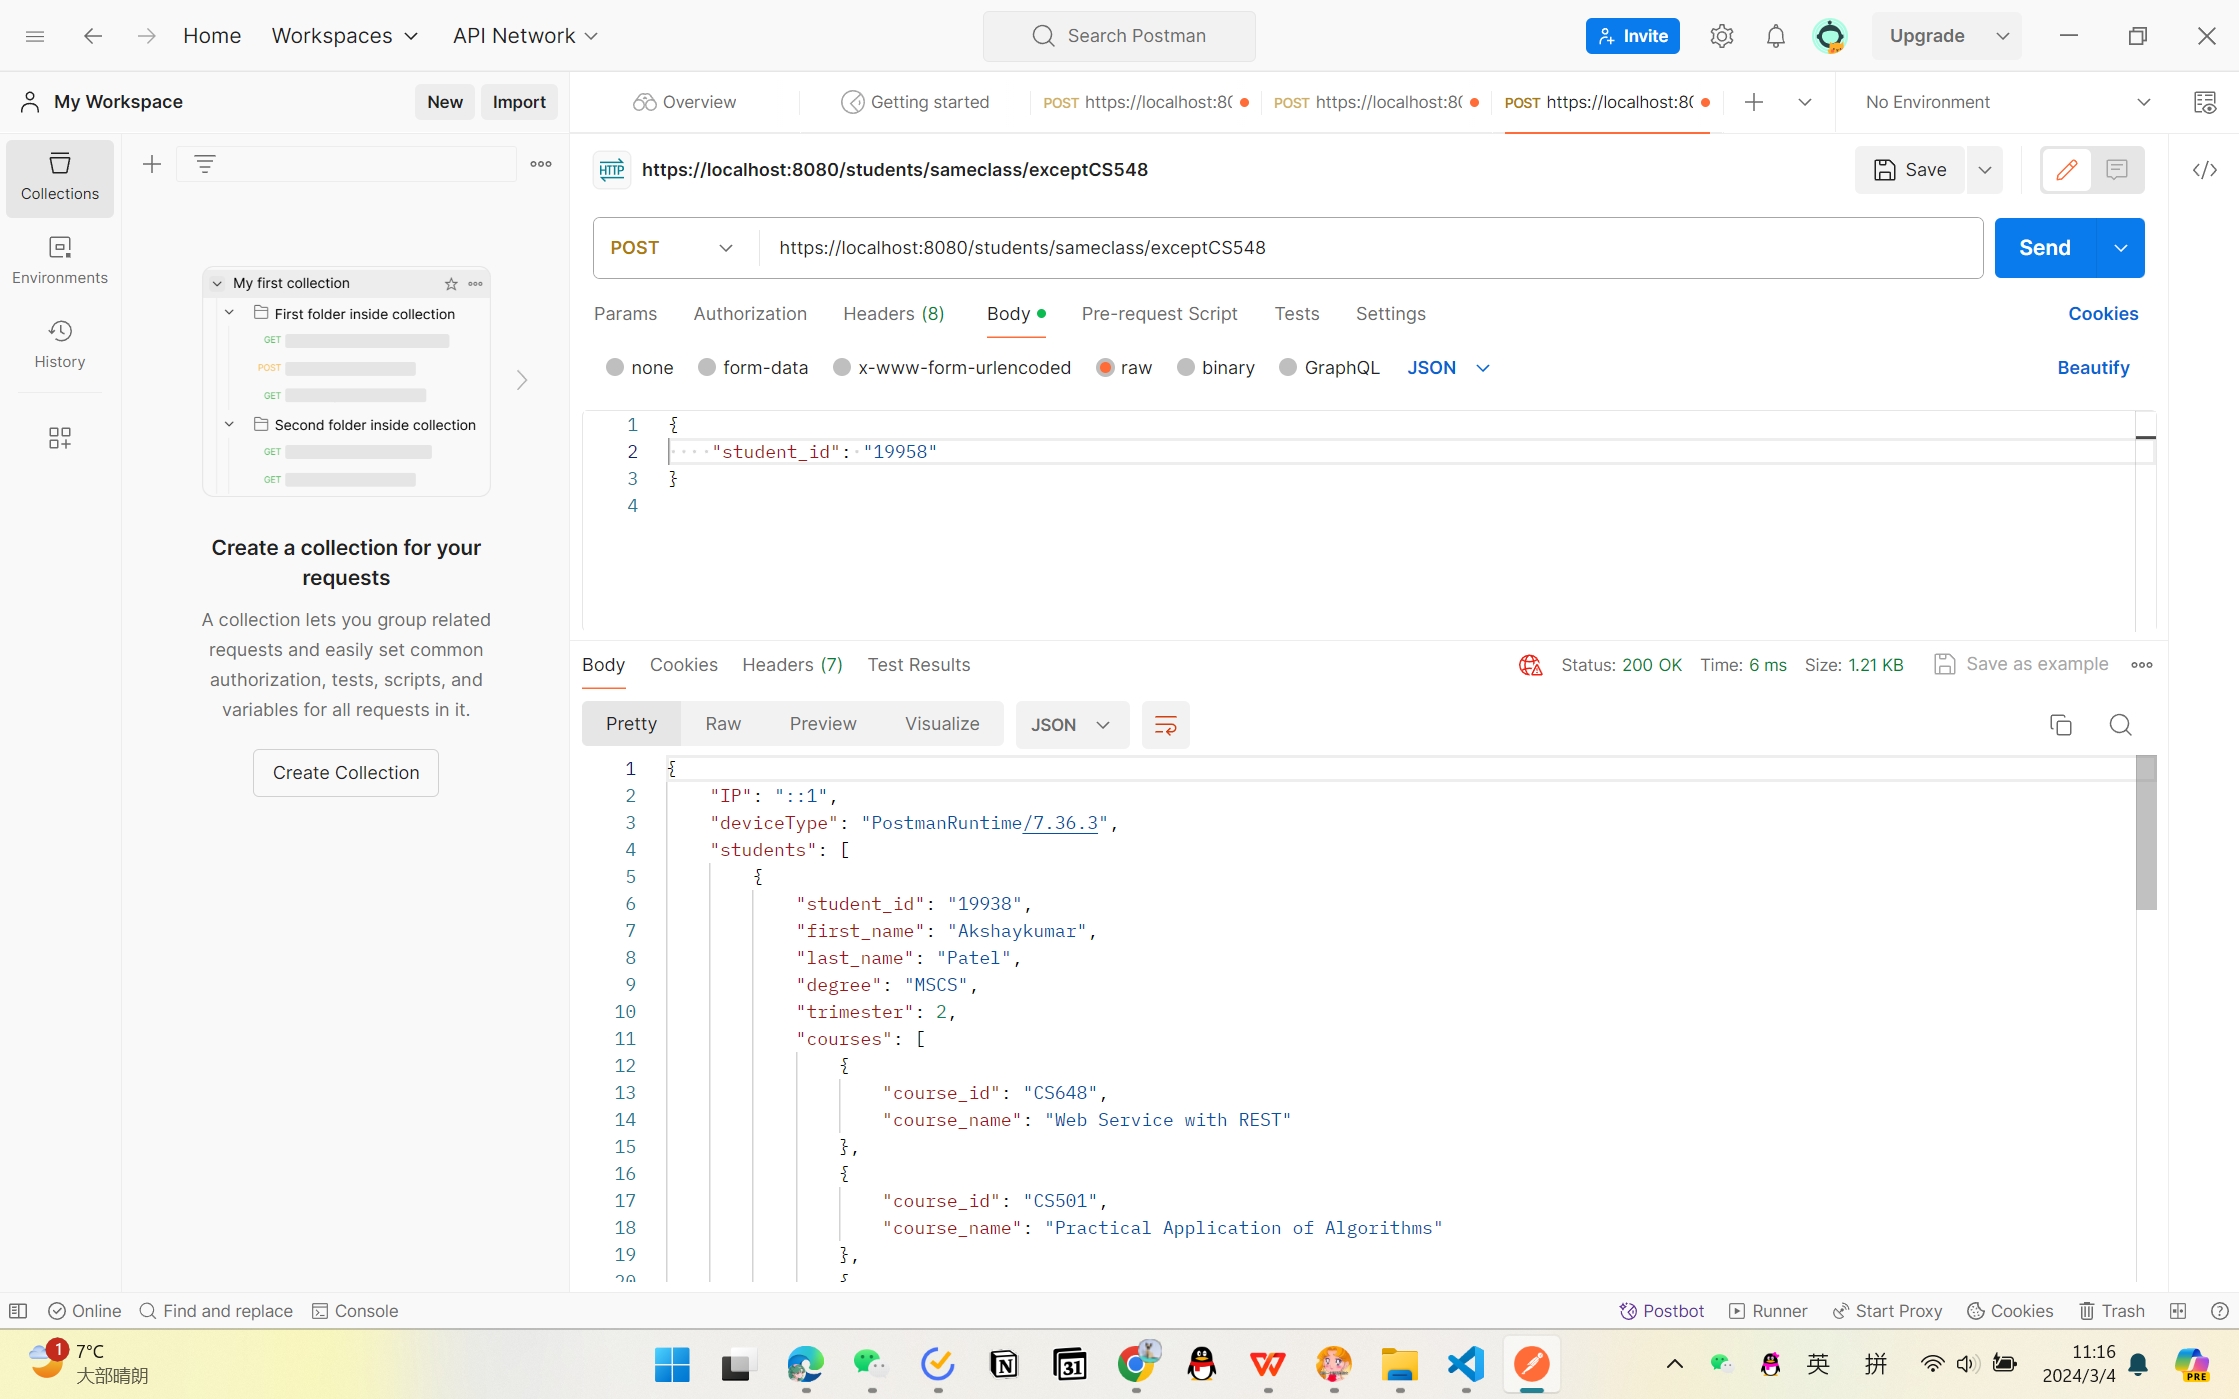 Home Workspaces API Network Search Postman Invite Upgrade
My Workspace New Import Overview Getting started POST https://localhost:80 POST https://localhost:80 POST https://localhost:80 No Environment
Collections
Environments
History
My first collection
First folder inside collection
GET
POST
GET
Second folder inside collection
GET
GET
Create a collection for your
requests
A collection lets you group related
requests and easily set common
authorization, tests, scripts, and
variables for all requests in it.
Create Collection
HTTP https://localhost:8080/students/sameclass/exceptCS548 Save
POST https://localhost:8080/students/sameclass/exceptCS548 Send
Params Authorization Headers (8) Body Pre-request Script Tests Settings Cookies
none form-data x-www-form-urlencoded raw binary GraphQL JSON Beautify
1 {
2 ····"student_id":·"19958"
3 }
4
Body Cookies Headers (7) Test Results Status: 200 OK Time: 6 ms Size: 1.21 KB Save as example
Pretty Raw Preview Visualize JSON
1 {
2 "IP": "::1",
3 "deviceType": "PostmanRuntime/7.36.3",
4 "students": [
5 {
6 "student_id": "19938",
7 "first_name": "Akshaykumar",
8 "last_name": "Patel",
9 "degree": "MSCS",
10 "trimester": 2,
11 "courses": [
12 {
13 "course_id": "CS648",
14 "course_name": "Web Service with REST"
15 },
16 {
17 "course_id": "CS501",
18 "course_name": "Practical Application of Algorithms"
19 },
20 {
Online Find and replace Console Postbot Runner Start Proxy Cookies Trash
1 7°C
大部晴朗
31
英 拼
11:16
2024/3/4
PRE